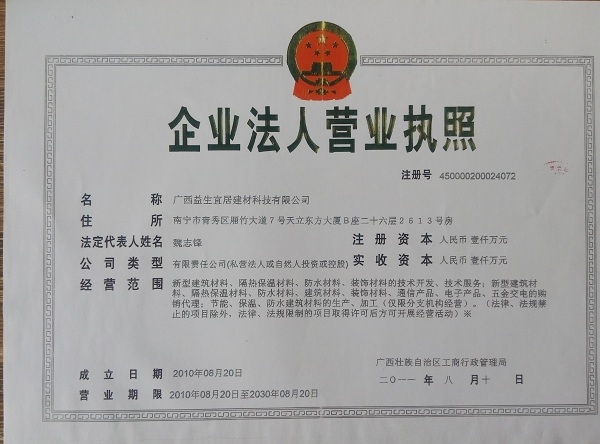 企业法人营业执照
注册号 450000200024072
名称 广西益生宜居建材科技有限公司
住所 南宁市青秀区厢竹大道7号天立东方大厦B座二十六层2613号房
法定代表人姓名 魏志锋 注册资本 人民币 壹仟万元
公司类型 有限责任公司(私营法人或自然人投资或控股) 实收资本 人民币 壹仟万元
经营范围 新型建筑材料、隔热保温材料、防水材料、装饰材料的技术开发、技术服务；新型建筑材
料、隔热保温材料、防水材料、建筑材料、装饰材料、通信产品、电子产品、五金交电的购
销代理；节能、保温、防水建筑材料的生产、加工（仅限分支机构经营）。（法律、法规禁
止的项目除外，法律、法规限制的项目取得许可后方可开展经营活动）※
广西壮族自治区工商行政管理局
成立日期 2010年08月20日
二〇一一年 八月 十日
营业期限 2010年08月20日至2030年08月20日